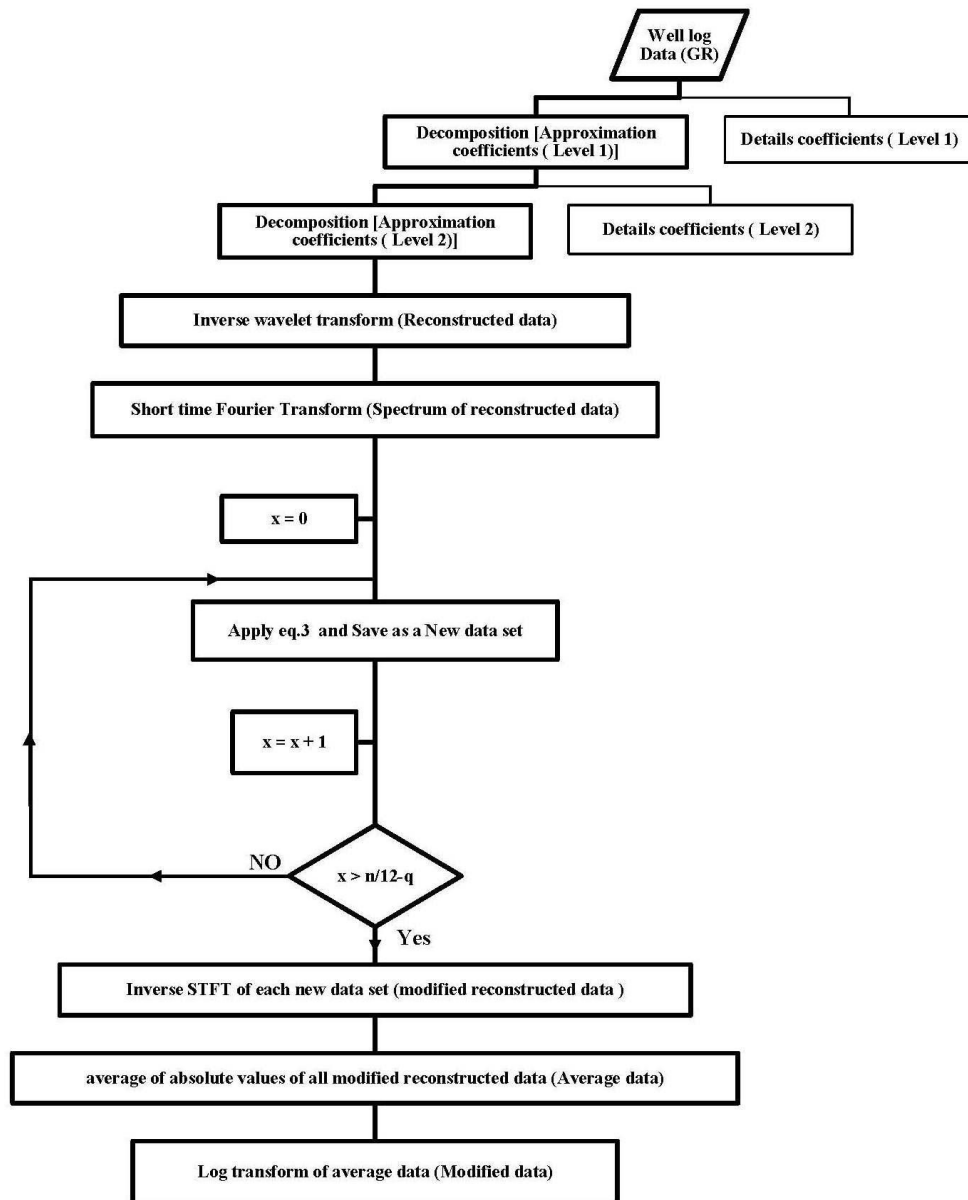 Well log
Data (GR)
Decomposition [Approximation
coefficients ( Level 1)]
Details coefficients ( Level 1)
Decomposition [Approximation
coefficients ( Level 2)]
Details coefficients ( Level 2)
Inverse wavelet transform (Reconstructed data)
Short time Fourier Transform (Spectrum of reconstructed data)
x = 0
Apply eq.3 and Save as a New data set
x = x + 1
NO
x > n/12-q
Yes
Inverse STFT of each new data set (modified reconstructed data )
average of absolute values of all modified reconstructed data (Average data)
Log transform of average data (Modified data)